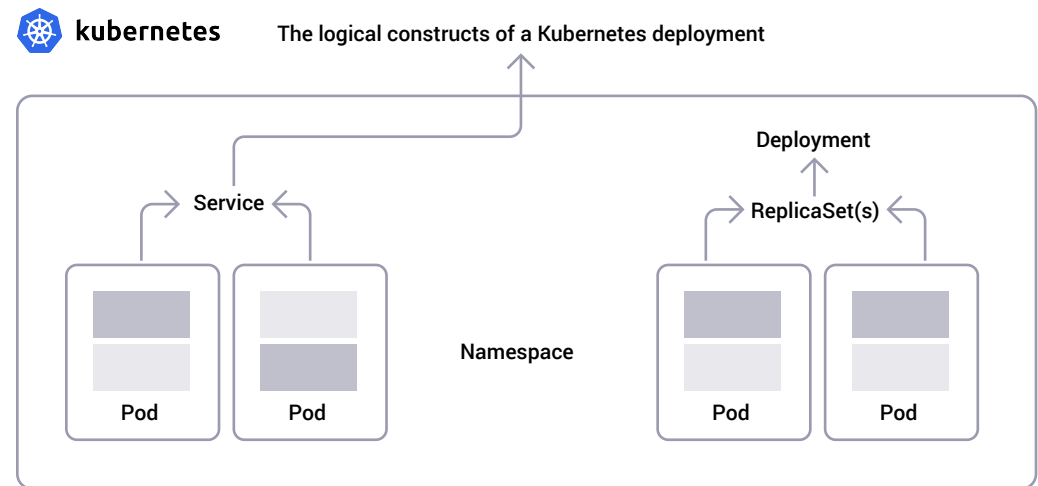 kubernetes
The logical constructs of a Kubernetes deployment
Deployment
Service
ReplicaSet(s)
Namespace
Pod
Pod
Pod
Pod